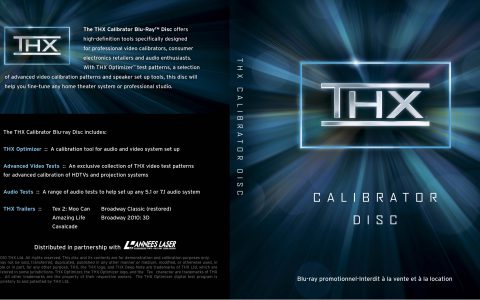 THX
The THX Calibrator Blu-Ray™ Disc offers
high-definition tools specifically designed
for professional video calibrators, consumer
electronics retailers and audio enthusiasts.
With THX Optimizer™ test patterns, a selection
of advanced video calibration patterns and speaker set up tools, this disc will
help you fine-tune any home theater system or professional studio.
The THX Calibrator Blu-ray Disc includes:
THX Optimizer :: A calibration tool for audio and video system set up
Advanced Video Tests :: An exclusive collection of THX video test patterns
for advanced calibration of HDTVs and projection systems
Audio Tests :: A range of audio tests to help set up any 5.1 or 7.1 audio system
THX Trailers :: Tex 2: Moo Can Broadway Classic (restored)
Amazing Life Broadway 2010: 3D
Cavalcade
Distributed in partnership with LES ANNEES LASER
THX CALIBRATOR DISC
THX
CALIBRATOR
DISC
Blu-ray promotionnel-Interdit à la vente et à la location